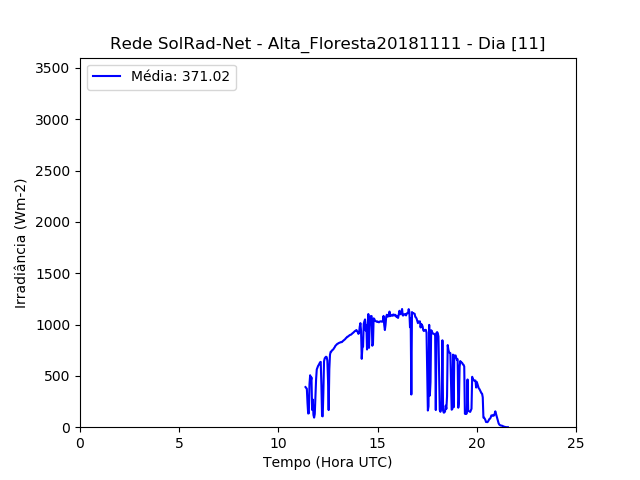 Rede SolRad-Net - Alta_Floresta20181111 - Dia [11]
Média: 371.02
3500
3000
2500
2000
1500
1000
500
0
Irradiância (Wm-2)
0 5 10 15 20 25
Tempo (Hora UTC)